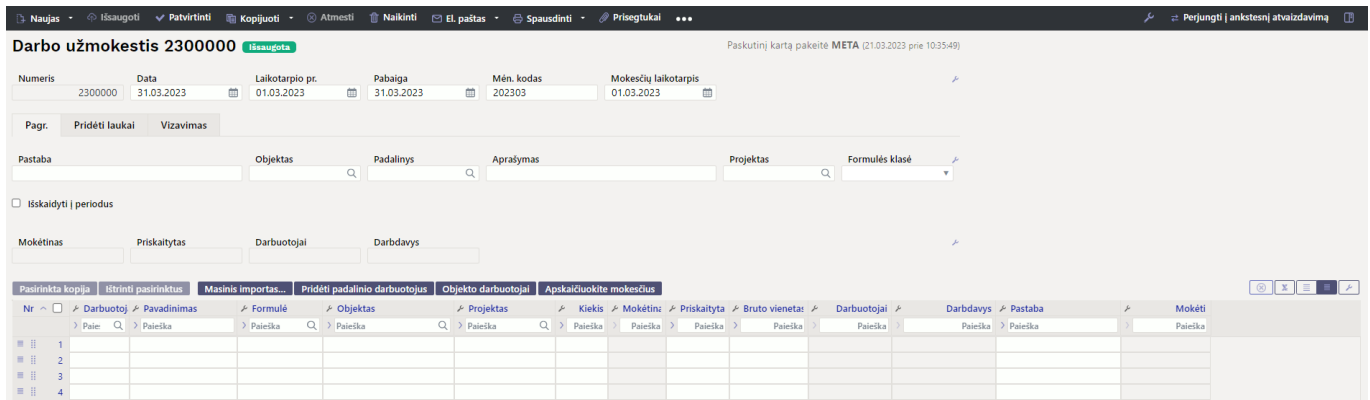 Naujas Išsaugoti Patvirtinti Kopijuoti Atmesti Naikinti El. paštas Spausdinti Prisegtukai Perjungti į ankstesnį atvaizdavimą
Darbo užmokestis 2300000 Išsaugota Paskutinį kartą pakeitė META (21.03.2023 prie 10:35:49)
Numeris Data Laikotarpio pr. Pabaiga Mėn. kodas Mokesčių laikotarpis
2300000 31.03.2023 01.03.2023 31.03.2023 202303 01.03.2023
Pagr. Pridėti laukai Vizavimas
Pastaba Objektas Padalinys Aprašymas Projektas Formulės klasė
Išskaidyti į periodus
Mokėtinas Priskaitytas Darbuotojai Darbdavys
Pasirinkta kopija Ištrinti pasirinktus Masinis importas... Pridėti padalinio darbuotojus Objekto darbuotojai Apskaičiuokite mokesčius
Nr Darbuotoj Pavadinimas Formulė Objektas Projektas Kiekis Mokėtina Priskaityta Bruto vienetas Darbuotojai Darbdavys Pastaba Mokėti
Paie Paieška Paieška Paieška Paieška Paieška Paieška Paieška Paieška Paieška Paieška Paieška Paieška
1
2
3
4